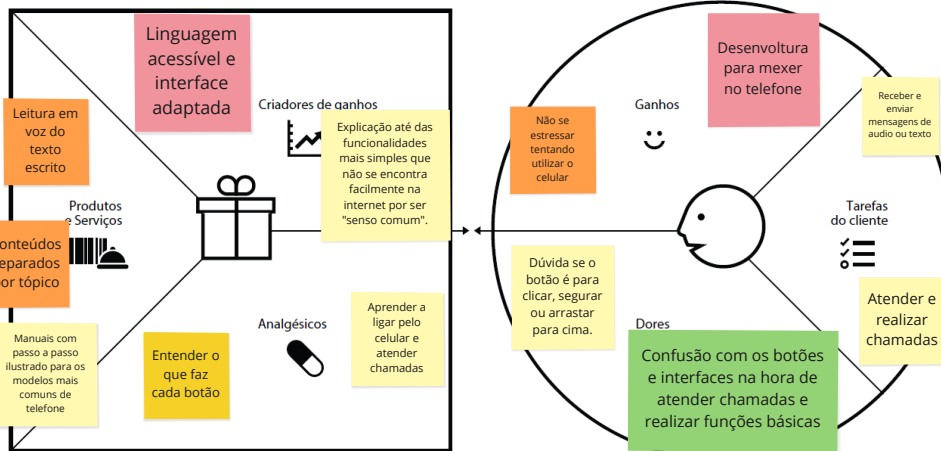 Linguagem
acessível e
interface
adaptada
Criadores de ganhos
Leitura em
voz do
texto
escrito
Explicação até das
funcionalidades
mais simples que
não se encontra
facilmente na
internet por ser
"senso comum".
Produtos
e Serviços
onteúdos
eparados
or tópico
Manuais com
passo a passo
ilustrado para os
modelos mais
comuns de
telefone
Entender o
que faz
cada botão
Analgésicos
Aprender a
ligar pelo
celular e
atender
chamadas
Desenvoltura
para mexer
no telefone
Ganhos
Não se
estressar
tentando
utilizar o
celular
Receber e
enviar
mensagens de
audio ou texto
Tarefas
do cliente
Dúvida se o
botão é para
clicar, segurar
ou arrastar
para cima.
Dores
Atender e
realizar
chamadas
Confusão com os botões
e interfaces na hora de
atender chamadas e
realizar funções básicas